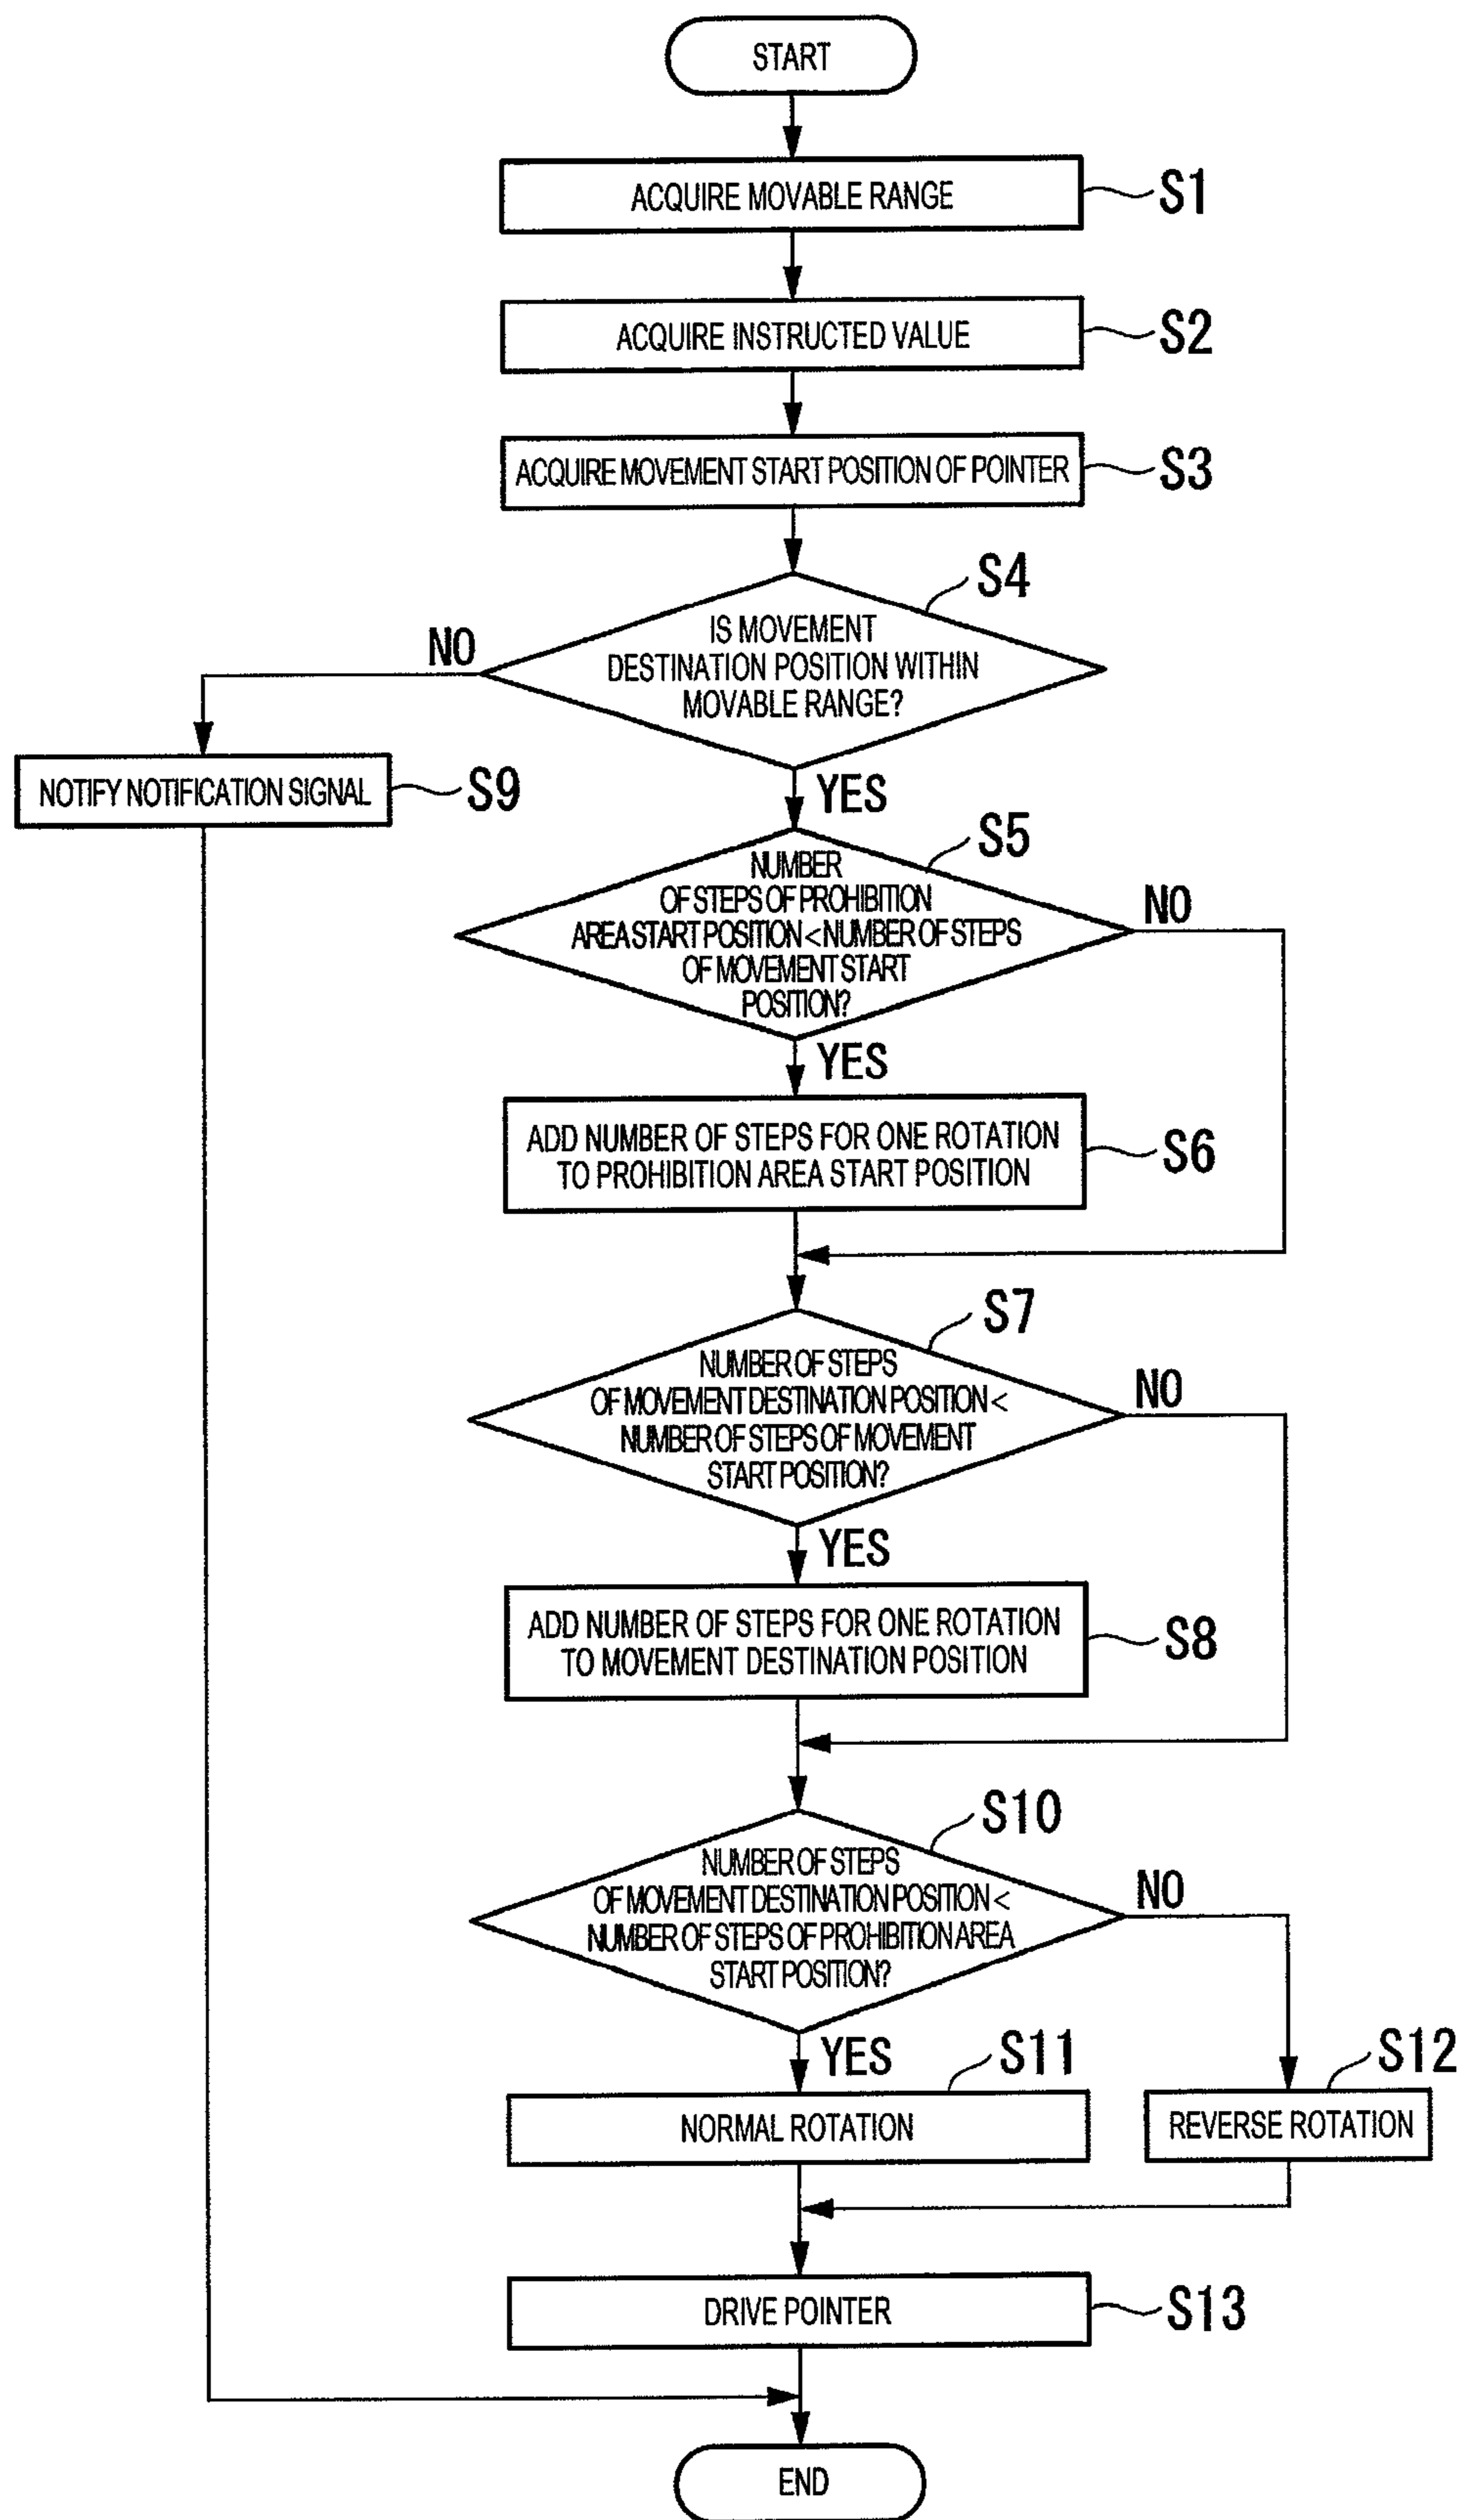 START
ACQUIRE MOVABLE RANGE
S1
ACQUIRE INSTRUCTED VALUE
S2
ACQUIRE MOVEMENT START POSITION OF POINTER
S3
S4
IS MOVEMENT
DESTINATION POSITION WITHIN
MOVABLE RANGE?
NO
YES
NOTIFY NOTIFICATION SIGNAL
S9
S5
NUMBER
OF STEPS OF PROHIBITION
AREA START POSITION < NUMBER OF STEPS
OF MOVEMENT START
POSITION?
NO
YES
ADD NUMBER OF STEPS FOR ONE ROTATION
TO PROHIBITION AREA START POSITION
S6
S7
NUMBER OF STEPS
OF MOVEMENT DESTINATION POSITION <
NUMBER OF STEPS OF MOVEMENT
START POSITION?
NO
YES
ADD NUMBER OF STEPS FOR ONE ROTATION
TO MOVEMENT DESTINATION POSITION
S8
S10
NUMBER OF STEPS
OF MOVEMENT DESTINATION POSITION <
NUMBER OF STEPS OF PROHIBITION AREA
START POSITION?
NO
YES
S11
NORMAL ROTATION
S12
REVERSE ROTATION
DRIVE POINTER
S13
END